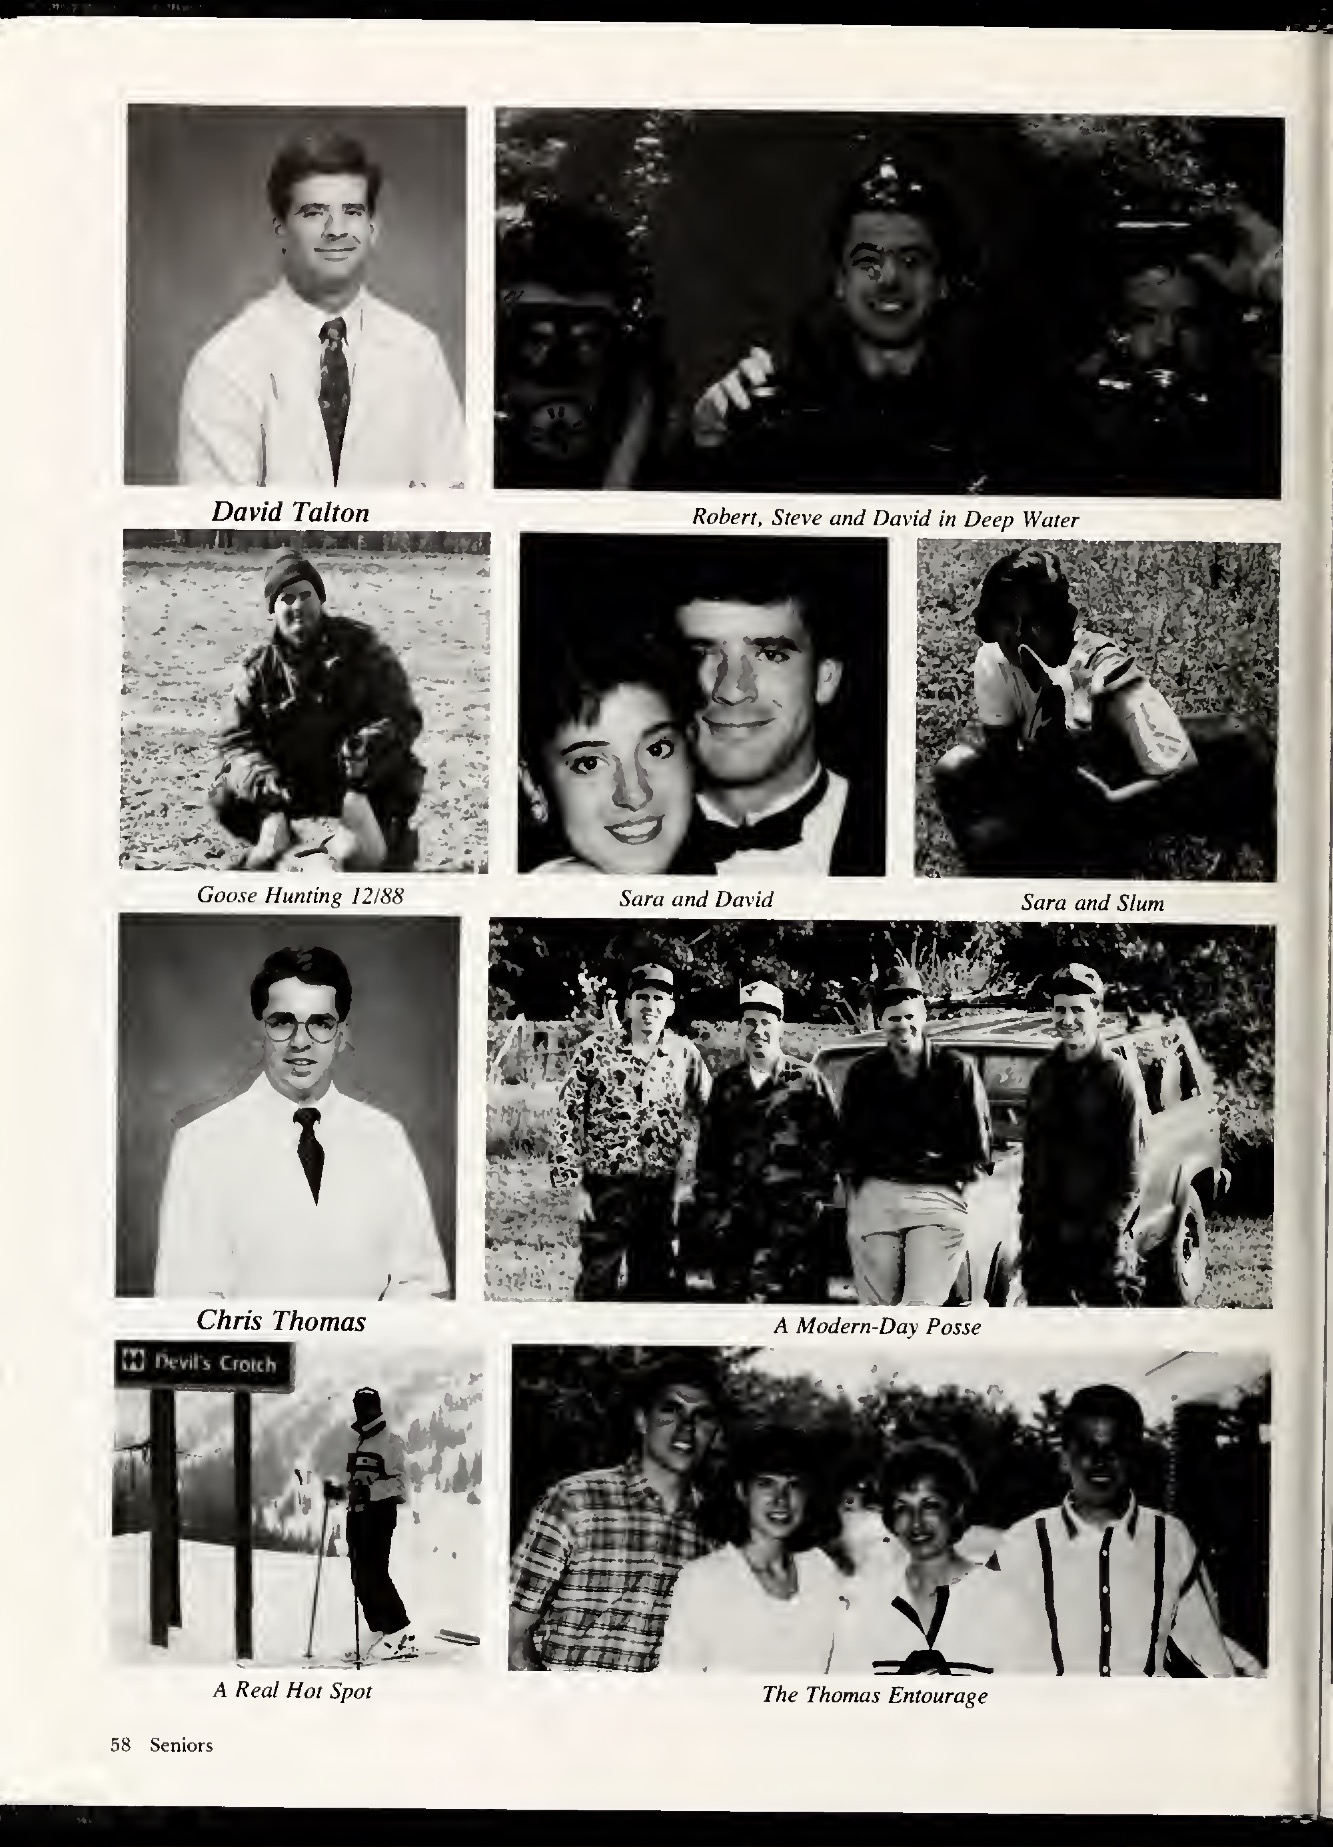 David Talton
Robert, Steve and David in Deep Water
Goose Hunting 12/88
Sara and David
Sara and Slum
Chris Thomas
A Modern-Day Posse
Devil's Crotch
A Real Hot Spot
The Thomas Entourage
58 Seniors